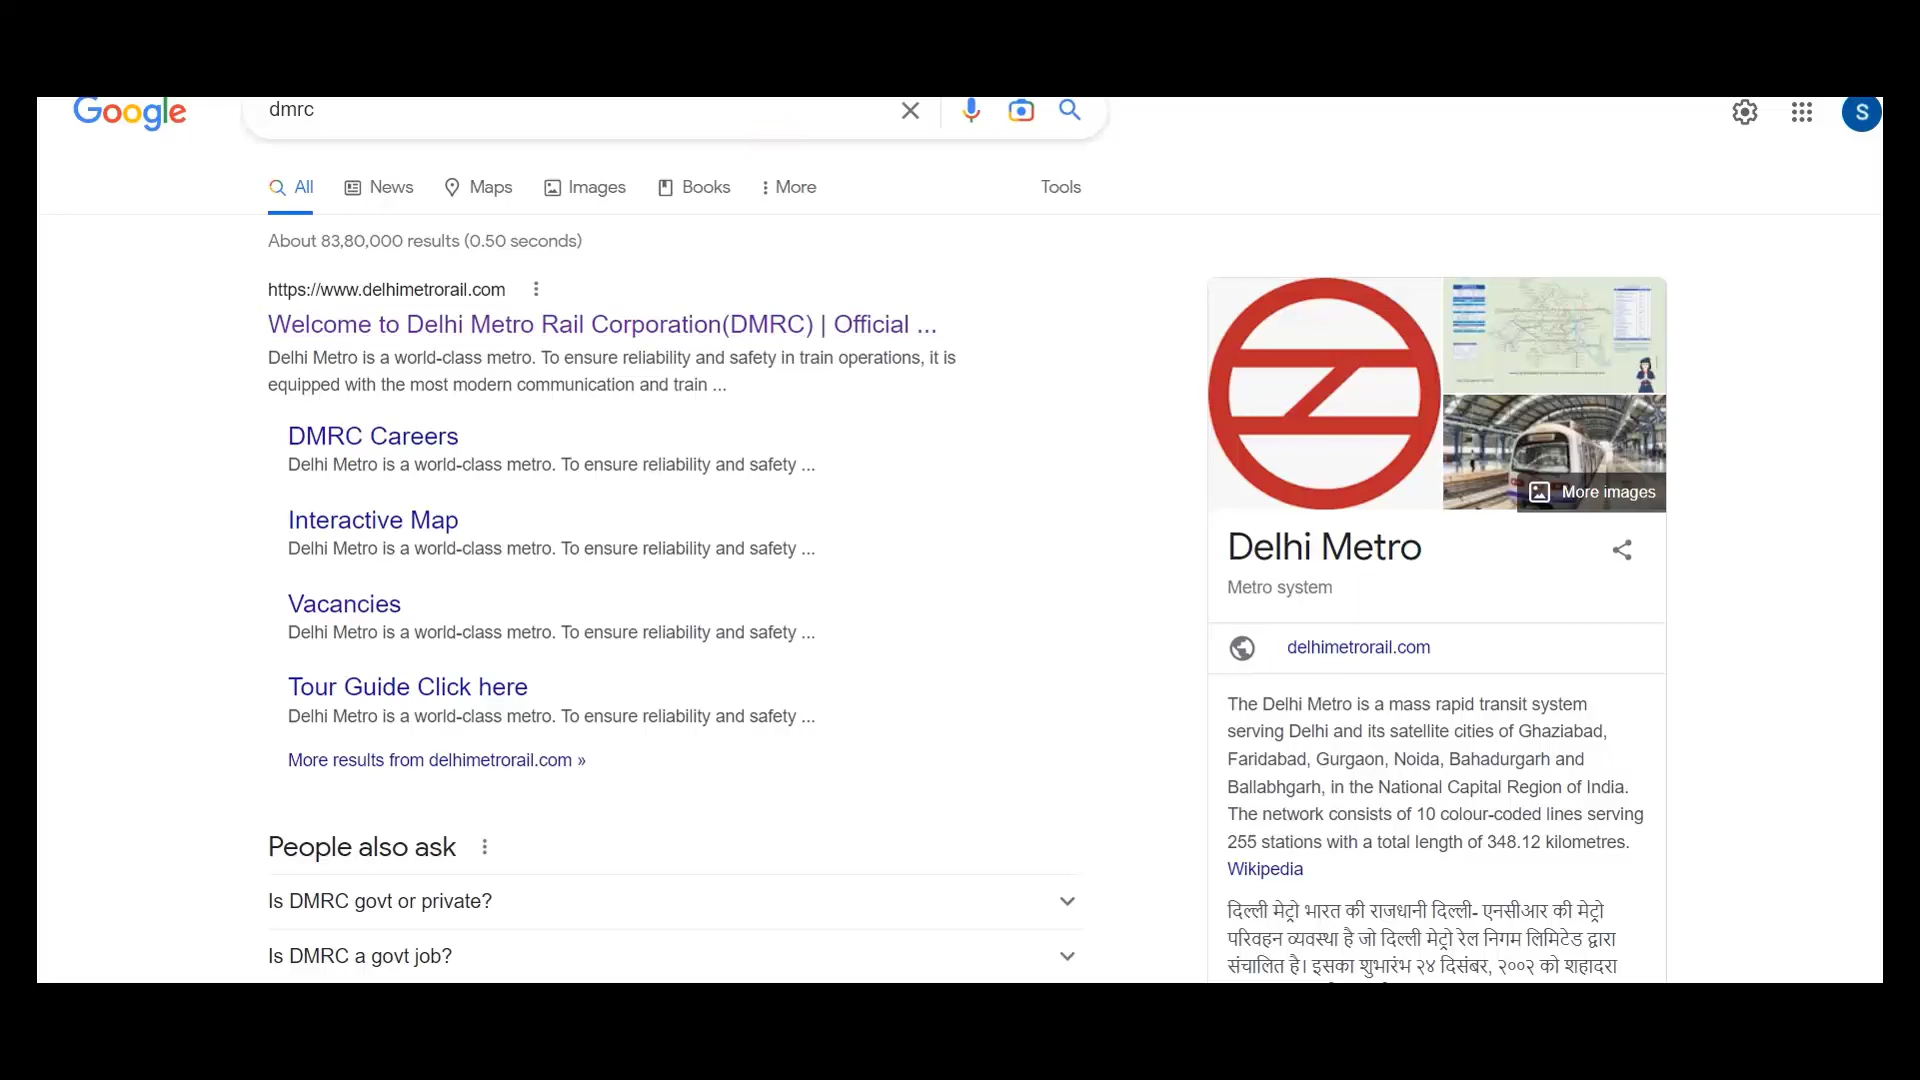 Google
dmrc
S
All
News
Maps
Images
Books
More
Tools
About 83,80,000 results (0.50 seconds)
https://www.delhimetrorail.com
Welcome to Delhi Metro Rail Corporation(DMRC) | Official ...
Delhi Metro is a world-class metro. To ensure reliability and safety in train operations, it is
equipped with the most modern communication and train ...
DMRC Careers
Delhi Metro is a world-class metro. To ensure reliability and safety ...
Interactive Map
Delhi Metro is a world-class metro. To ensure reliability and safety ...
Vacancies
Delhi Metro is a world-class metro. To ensure reliability and safety ...
Tour Guide Click here
Delhi Metro is a world-class metro. To ensure reliability and safety ...
More results from delhimetrorail.com »
People also ask
Is DMRC govt or private?
Is DMRC a govt job?
More images
Delhi Metro
Metro system
delhimetrorail.com
The Delhi Metro is a mass rapid transit system
serving Delhi and its satellite cities of Ghaziabad,
Faridabad, Gurgaon, Noida, Bahadurgarh and
Ballabhgarh, in the National Capital Region of India.
The network consists of 10 colour-coded lines serving
255 stations with a total length of 348.12 kilometres.
Wikipedia
दिल्ली मेट्रो भारत की राजधानी दिल्ली- एनसीआर की मेट्रो
परिवहन व्यवस्था है जो दिल्ली मेट्रो रेल निगम लिमिटेड द्वारा
संचालित है। इसका शुभारंभ २४ दिसंबर, २००२ को शहादरा